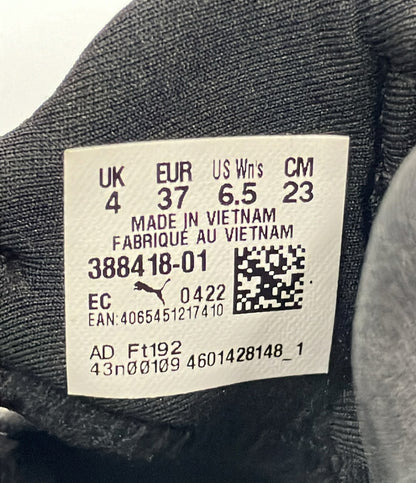 UK EUR US Wn's CM
4 37 6.5 23
MADE IN VIETNAM
FABRIQUÉ AU VIETNAM
388418-01
EC 0422
EAN:4065451217410
AD Ft192
43n00109 4601428148_1